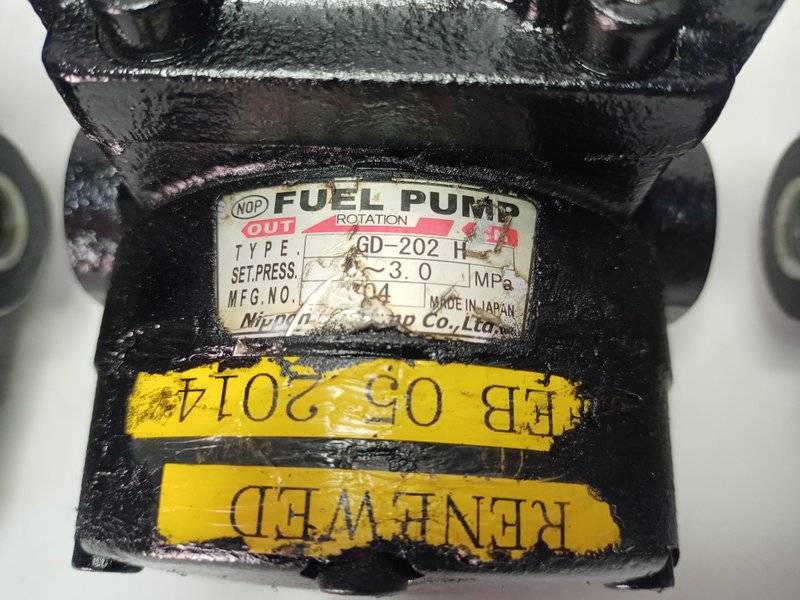 NOP FUEL PUMP
OUT ROTATION
TYPE. GD-202 H
SET.PRESS. ~3.0 MPa
MFG.NO. 04 MADE IN JAPAN
Nippon Co.,Ltd.
05 2014
RENEWED